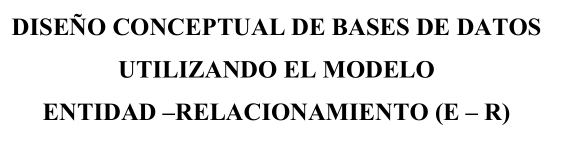 DISEÑO CONCEPTUAL DE BASES DE DATOS
UTILIZANDO EL MODELO
ENTIDAD –RELACIONAMIENTO (E – R)